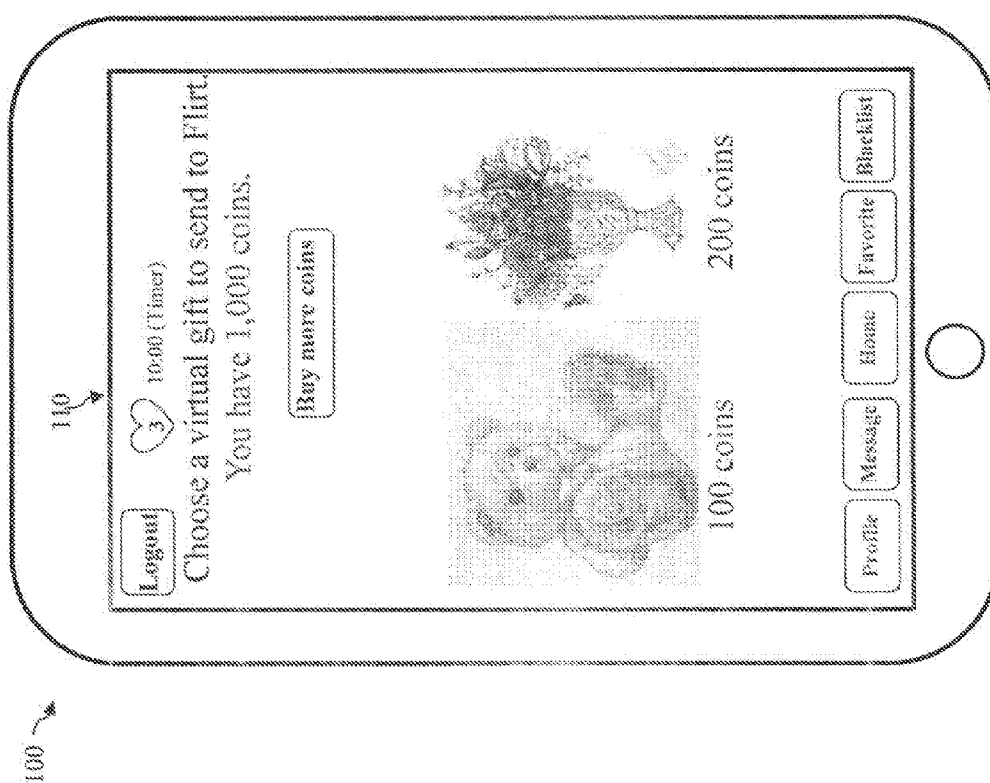 100
110
Logout
3
10:00 (Timer)
Choose a virtual gift to send to Flirt.
You have 1,000 coins.
Buy more coins
100 coins
200 coins
Profile
Message
Home
Favorite
Blacklist